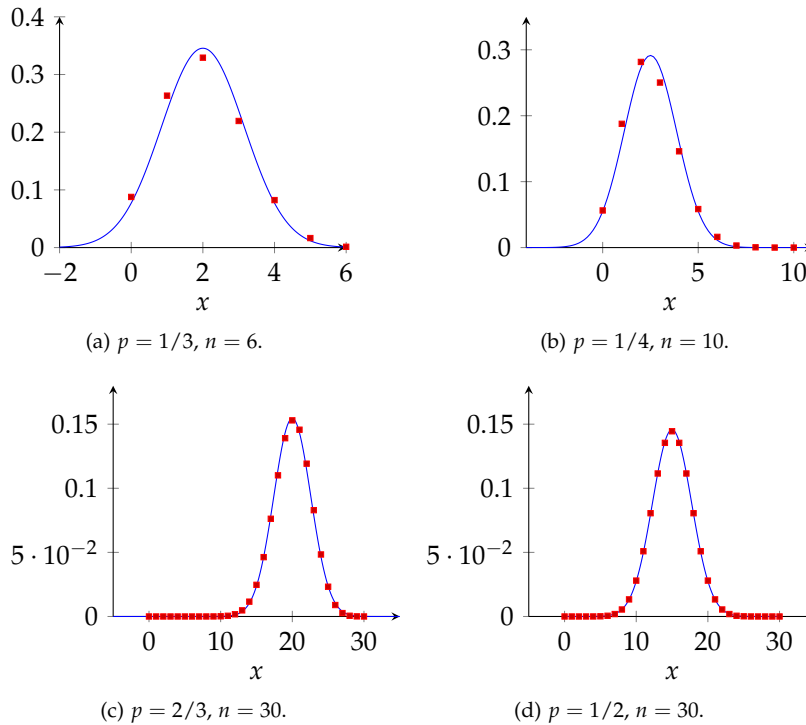 0.4
0.3
0.2
0.1
0
−2 0 2 4 6
x
(a) p = 1/3, n = 6.
0.3
0.2
0.1
0
0 5 10
x
(b) p = 1/4, n = 10.
0.15
0.1
5 · 10⁻²
0
0 10 20 30
x
(c) p = 2/3, n = 30.
0.15
0.1
5 · 10⁻²
0
0 10 20 30
x
(d) p = 1/2, n = 30.